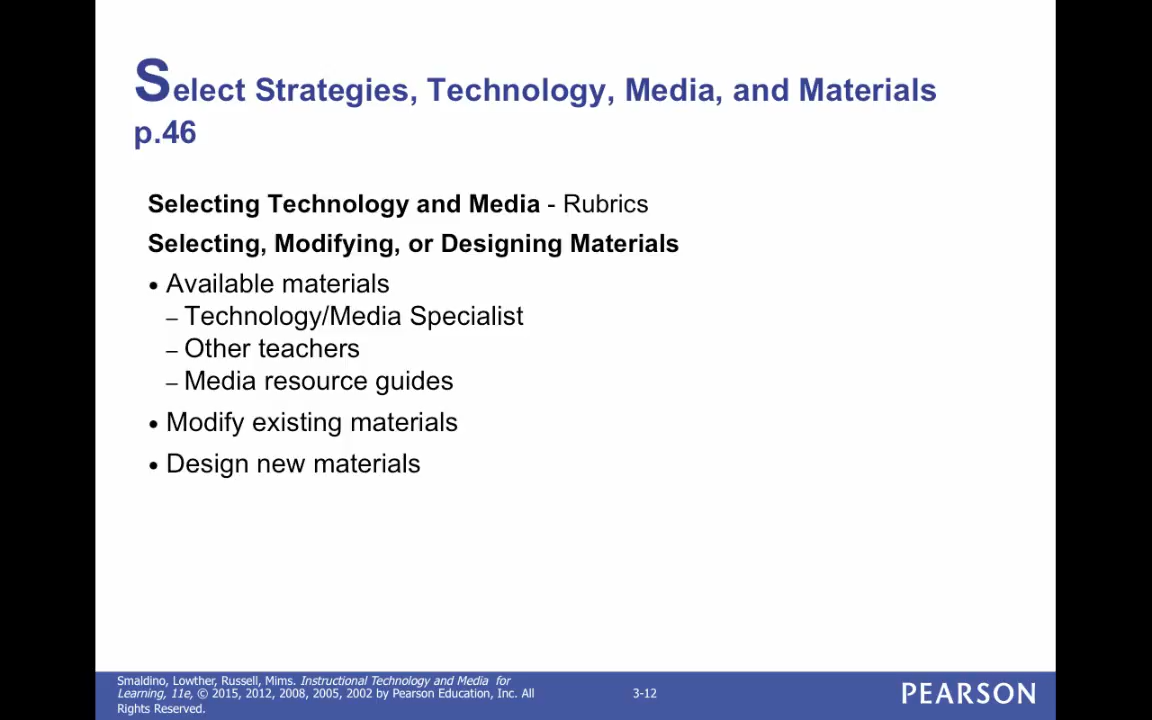 Select Strategies, Technology, Media, and Materials
p.46
Selecting Technology and Media - Rubrics
Selecting, Modifying, or Designing Materials
• Available materials
– Technology/Media Specialist
– Other teachers
– Media resource guides
• Modify existing materials
• Design new materials
Smaldino, Lowther, Russell, Mims. Instructional Technology and Media for
Learning, 11e, © 2015, 2012, 2008, 2005, 2002 by Pearson Education, Inc. All
Rights Reserved.
3-12
PEARSON